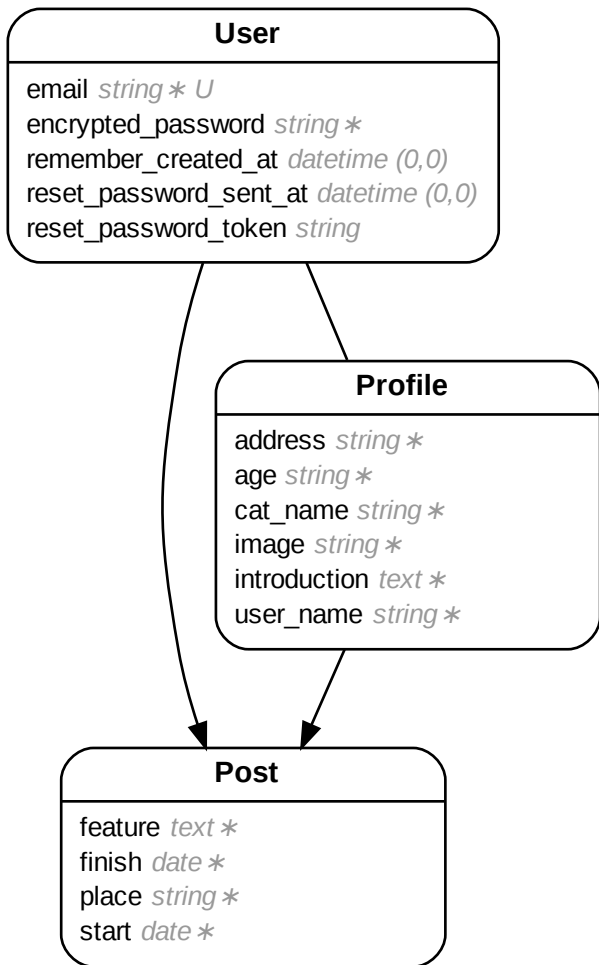 User
email string ∗ U
encrypted_password string ∗
remember_created_at datetime (0,0)
reset_password_sent_at datetime (0,0)
reset_password_token string
Profile
address string ∗
age string ∗
cat_name string ∗
image string ∗
introduction text ∗
user_name string ∗
Post
feature text ∗
finish date ∗
place string ∗
start date ∗